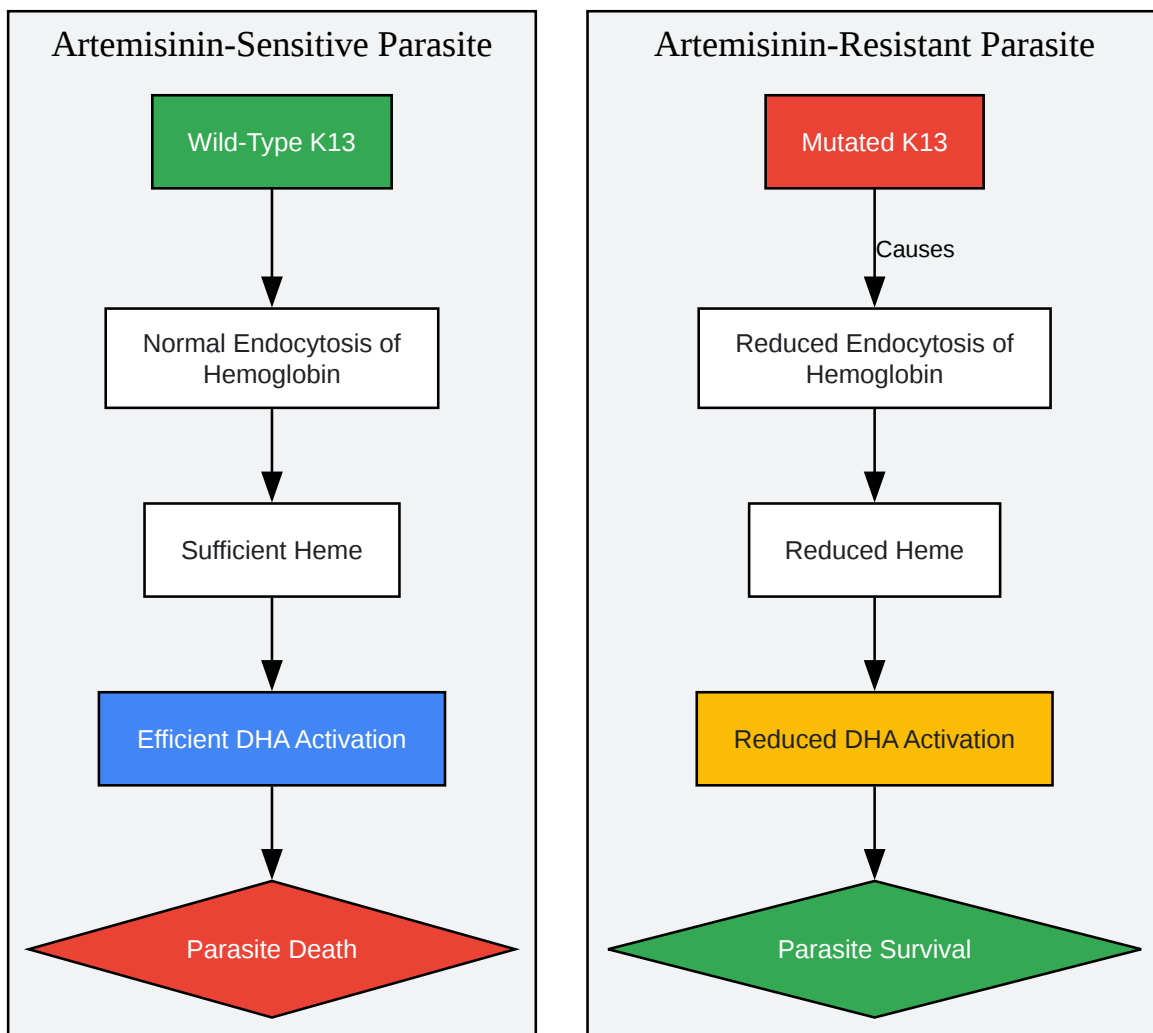 Artemisinin-Sensitive Parasite
Wild-Type K13
Normal Endocytosis of
Hemoglobin
Sufficient Heme
Efficient DHA Activation
Parasite Death
Artemisinin-Resistant Parasite
Mutated K13
Causes
Reduced Endocytosis of
Hemoglobin
Reduced Heme
Reduced DHA Activation
Parasite Survival